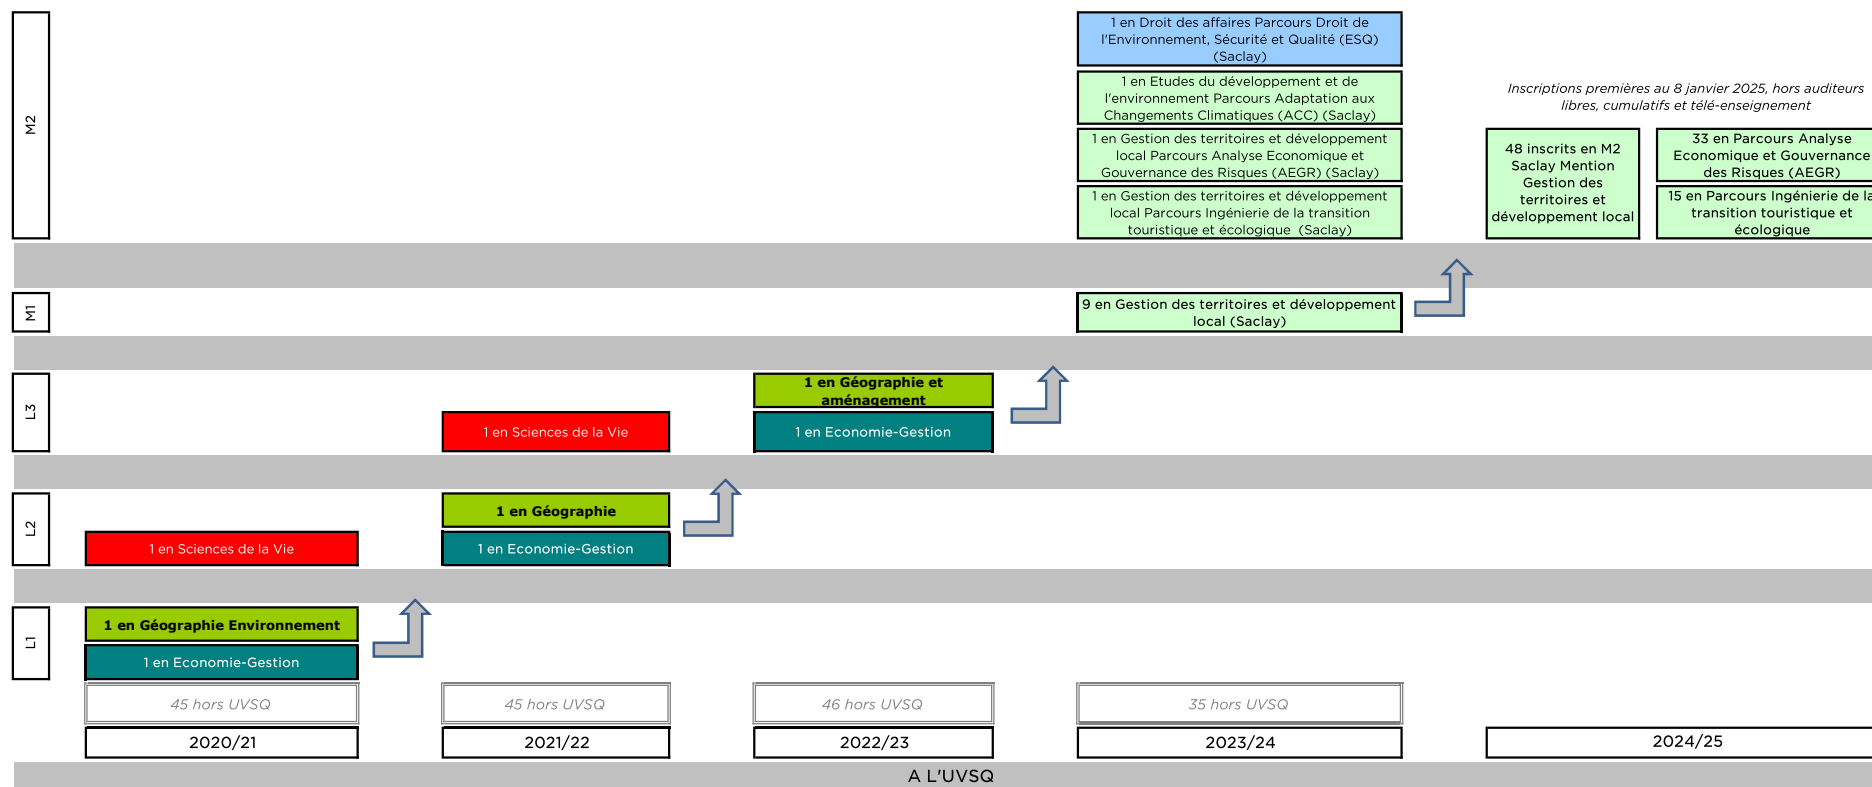 M2
1 en Droit des affaires Parcours Droit de
l'Environnement, Sécurité et Qualité (ESQ)
(Saclay)
1 en Etudes du développement et de
l'environnement Parcours Adaptation aux
Changements Climatiques (ACC) (Saclay)
1 en Gestion des territoires et développement
local Parcours Analyse Economique et
Gouvernance des Risques (AEGR) (Saclay)
1 en Gestion des territoires et développement
local Parcours Ingénierie de la transition
touristique et écologique (Saclay)
Inscriptions premières au 8 janvier 2025, hors auditeurs
libres, cumulatifs et télé-enseignement
48 inscrits en M2
Saclay Mention
Gestion des
territoires et
développement local
33 en Parcours Analyse
Economique et Gouvernance
des Risques (AEGR)
15 en Parcours Ingénierie de la
transition touristique et
écologique
M1
9 en Gestion des territoires et développement
local (Saclay)
L3
1 en Géographie et
aménagement
1 en Sciences de la Vie
1 en Economie-Gestion
L2
1 en Géographie
1 en Sciences de la Vie
1 en Economie-Gestion
L1
1 en Géographie Environnement
1 en Economie-Gestion
45 hors UVSQ
45 hors UVSQ
46 hors UVSQ
35 hors UVSQ
2020/21
2021/22
2022/23
2023/24
2024/25
A L'UVSQ